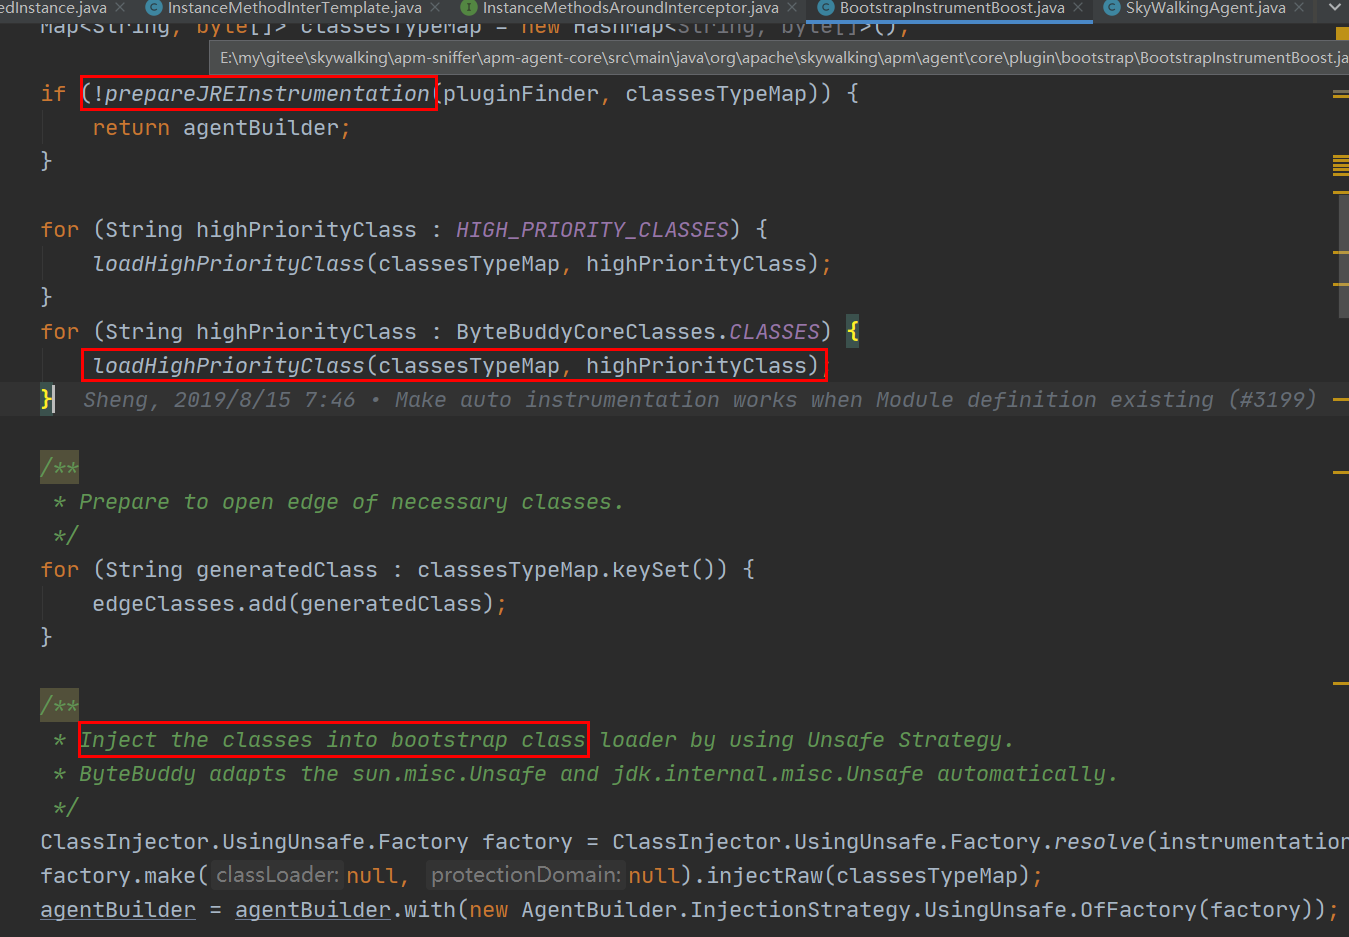 edInstance.java InstanceMethodInterTemplate.java InstanceMethodsAroundInterceptor.java BootstrapInstrumentBoost.java SkyWalkingAgent.java
Map<String, byte[]> classesTypeMap = new HashMap<String, byte[]>();
E:\my\gitee\skywalking\apm-sniffer\apm-agent-core\src\main\java\org\apache\skywalking\apm\agent\core\plugin\bootstrap\BootstrapInstrumentBoost.ja
if (!prepareJREInstrumentation(pluginFinder, classesTypeMap)) {
return agentBuilder;
}
for (String highPriorityClass : HIGH_PRIORITY_CLASSES) {
loadHighPriorityClass(classesTypeMap, highPriorityClass);
}
for (String highPriorityClass : ByteBuddyCoreClasses.CLASSES) {
loadHighPriorityClass(classesTypeMap, highPriorityClass);
} Sheng, 2019/8/15 7:46 • Make auto instrumentation works when Module definition existing (#3199)
/**
* Prepare to open edge of necessary classes.
*/
for (String generatedClass : classesTypeMap.keySet()) {
edgeClasses.add(generatedClass);
}
/**
* Inject the classes into bootstrap class loader by using Unsafe Strategy.
* ByteBuddy adapts the sun.misc.Unsafe and jdk.internal.misc.Unsafe automatically.
*/
ClassInjector.UsingUnsafe.Factory factory = ClassInjector.UsingUnsafe.Factory.resolve(instrumentation
factory.make( classLoader: null, protectionDomain: null).injectRaw(classesTypeMap);
agentBuilder = agentBuilder.with(new AgentBuilder.InjectionStrategy.UsingUnsafe.OfFactory(factory));